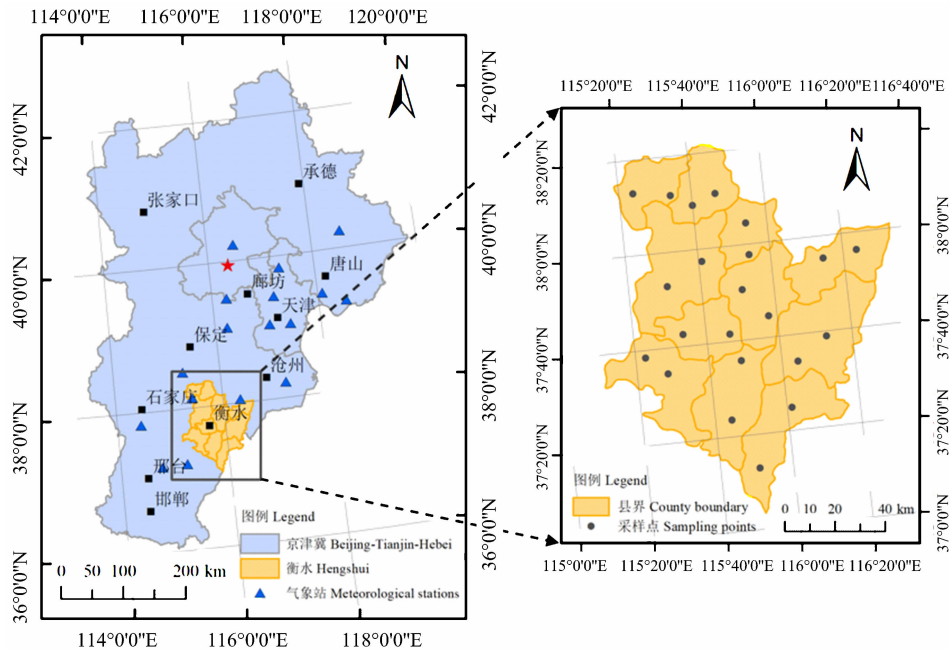 114°0'0"E 116°0'0"E 118°0'0"E 120°0'0"E
42°0'0"N
40°0'0"N
38°0'0"N
36°0'0"N
N
承德
张家口
唐山
廊坊
天津
保定
沧州
石家庄
衡水
邢台
邯郸
图例 Legend
京津冀 Beijing-Tianjin-Hebei
衡水 Hengshui
气象站 Meteorological stations
0 50 100 200 km
42°0'0"N
40°0'0"N
38°0'0"N
36°0'0"N
114°0'0"E 116°0'0"E 118°0'0"E
115°20'0"E 115°40'0"E 116°0'0"E 116°20'0"E 116°40'0"E
38°20'0"N
38°0'0"N
37°40'0"N
37°20'0"N
N
图例 Legend
县界 County boundary
采样点 Sampling points
0 10 20 40 km
38°0'0"N
37°40'0"N
37°20'0"N
37°0'0"N
115°0'0"E 115°20'0"E 115°40'0"E 116°0'0"E 116°20'0"E